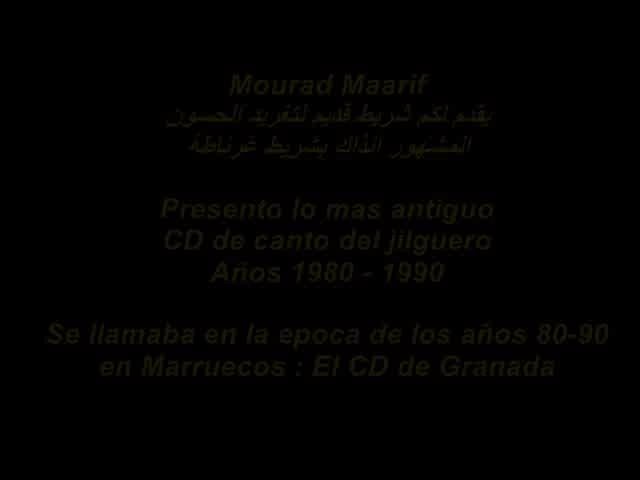 Mourad Maarif
يقدم لكم شريط قديم لتغريد الحسون
المشهور انذاك بشريط غرناطة
Presento lo mas antiguo
CD de canto del jilguero
Años 1980 - 1990
Se llamaba en la epoca de los años 80-90
en Marruecos : El CD de Granada